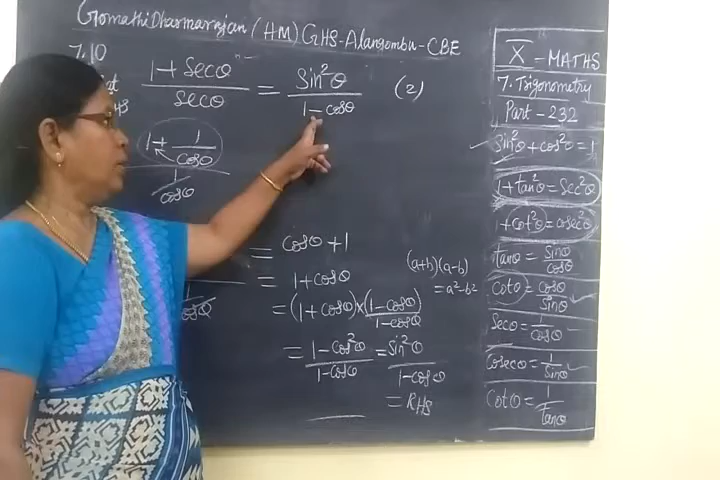 Gomathi Dharmarajan (HM) GHS-Alangombu-CBE
7.10
1+secθ / secθ = sin²θ / 1-cosθ (2)
1+ 1/cosθ
1/cosθ
= cosθ+1
= 1+cosθ
(a+b)(a-b)
= a²-b²
= (1+cosθ)×(1-cosθ / 1-cosθ)
= 1-cos²θ / 1-cosθ = sin²θ / 1-cosθ
= RHS
X - MATHS
7. Trigonometry
Part - 232
sin²θ+cos²θ=1
1+tan²θ=sec²θ
1+cot²θ=cosec²θ
tanθ = sinθ/cosθ
cotθ = cosθ/sinθ
secθ = 1/cosθ
cosecθ = 1/sinθ
cotθ = 1/tanθ